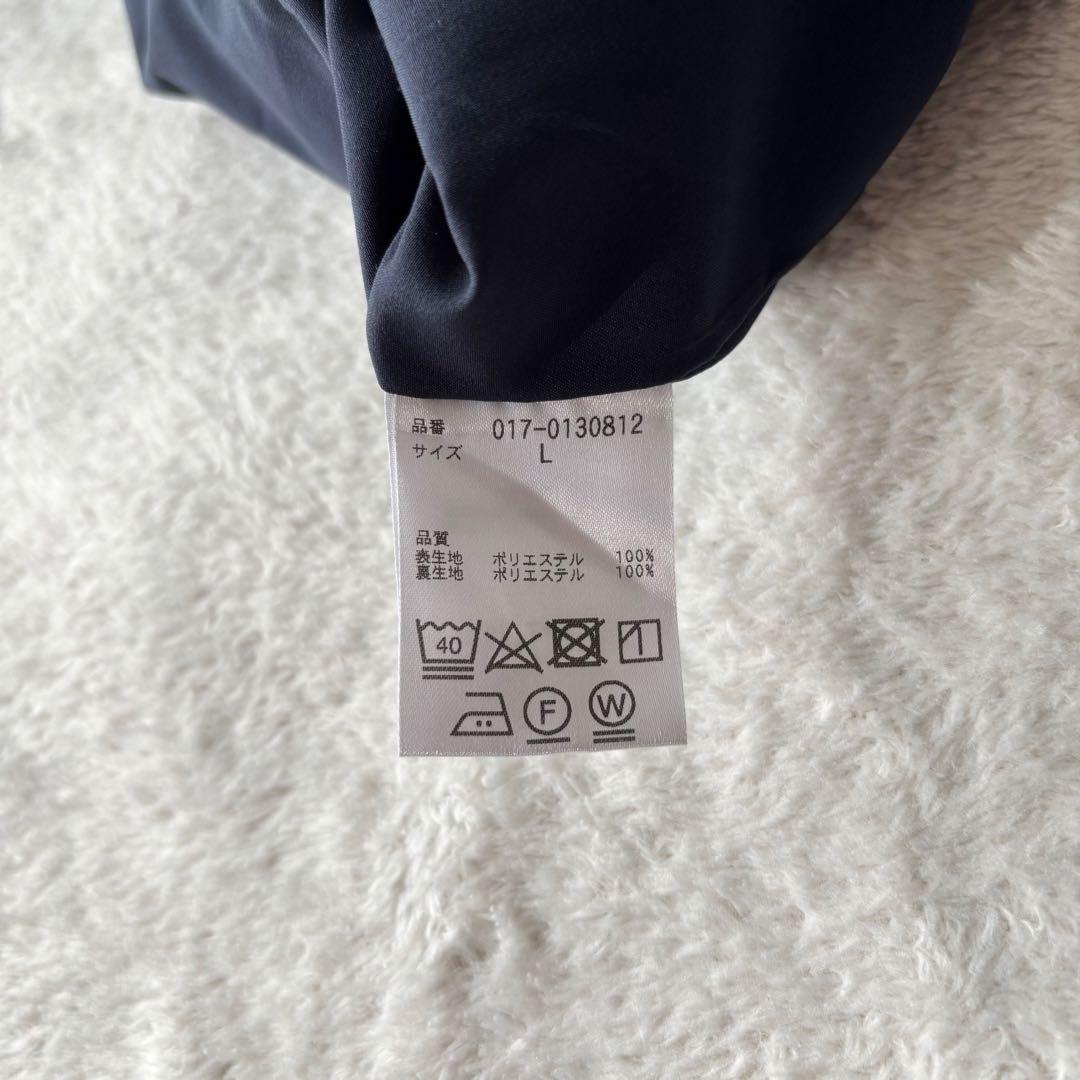 品番 017-0130812
サイズ L
品質
表生地 ポリエステル 100%
裏生地 ポリエステル 100%
40
F W